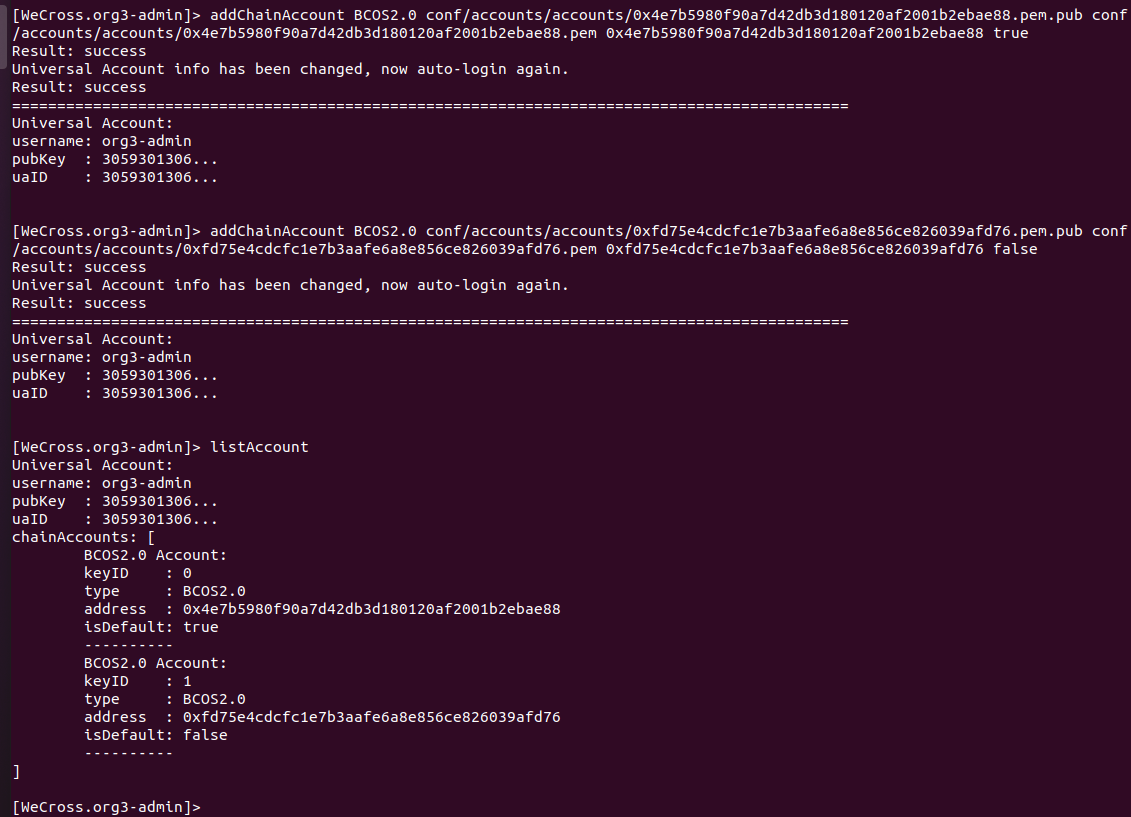 [WeCross.org3-admin]> addChainAccount BCOS2.0 conf/accounts/accounts/0x4e7b5980f90a7d42db3d180120af2001b2ebae88.pem.pub conf
/accounts/accounts/0x4e7b5980f90a7d42db3d180120af2001b2ebae88.pem 0x4e7b5980f90a7d42db3d180120af2001b2ebae88 true
Result: success
Universal Account info has been changed, now auto-login again.
Result: success
=============================================================================================
Universal Account:
username: org3-admin
pubKey  : 3059301306...
uaID    : 3059301306...
[WeCross.org3-admin]> addChainAccount BCOS2.0 conf/accounts/accounts/0xfd75e4cdcfc1e7b3aafe6a8e856ce826039afd76.pem.pub conf
/accounts/accounts/0xfd75e4cdcfc1e7b3aafe6a8e856ce826039afd76.pem 0xfd75e4cdcfc1e7b3aafe6a8e856ce826039afd76 false
Result: success
Universal Account info has been changed, now auto-login again.
Result: success
=============================================================================================
Universal Account:
username: org3-admin
pubKey  : 3059301306...
uaID    : 3059301306...
[WeCross.org3-admin]> listAccount
Universal Account:
username: org3-admin
pubKey  : 3059301306...
uaID    : 3059301306...
chainAccounts: [
        BCOS2.0 Account:
        keyID    : 0
        type     : BCOS2.0
        address  : 0x4e7b5980f90a7d42db3d180120af2001b2ebae88
        isDefault: true
        ----------
        BCOS2.0 Account:
        keyID    : 1
        type     : BCOS2.0
        address  : 0xfd75e4cdcfc1e7b3aafe6a8e856ce826039afd76
        isDefault: false
        ----------
]
[WeCross.org3-admin]>